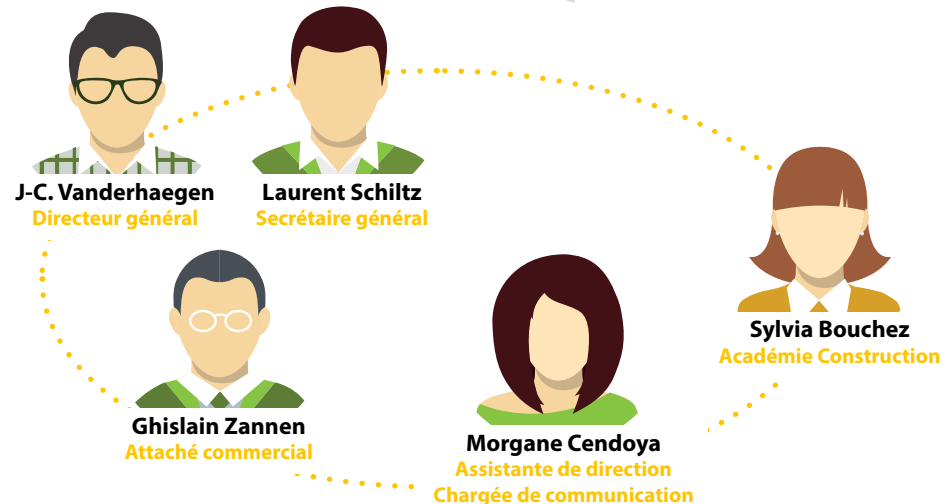 J-C. Vanderhaegen
Directeur général
Laurent Schiltz
Secrétaire général
Sylvia Bouchez
Académie Construction
Ghislain Zannen
Attaché commercial
Morgane Cendoya
Assistante de direction
Chargée de communication